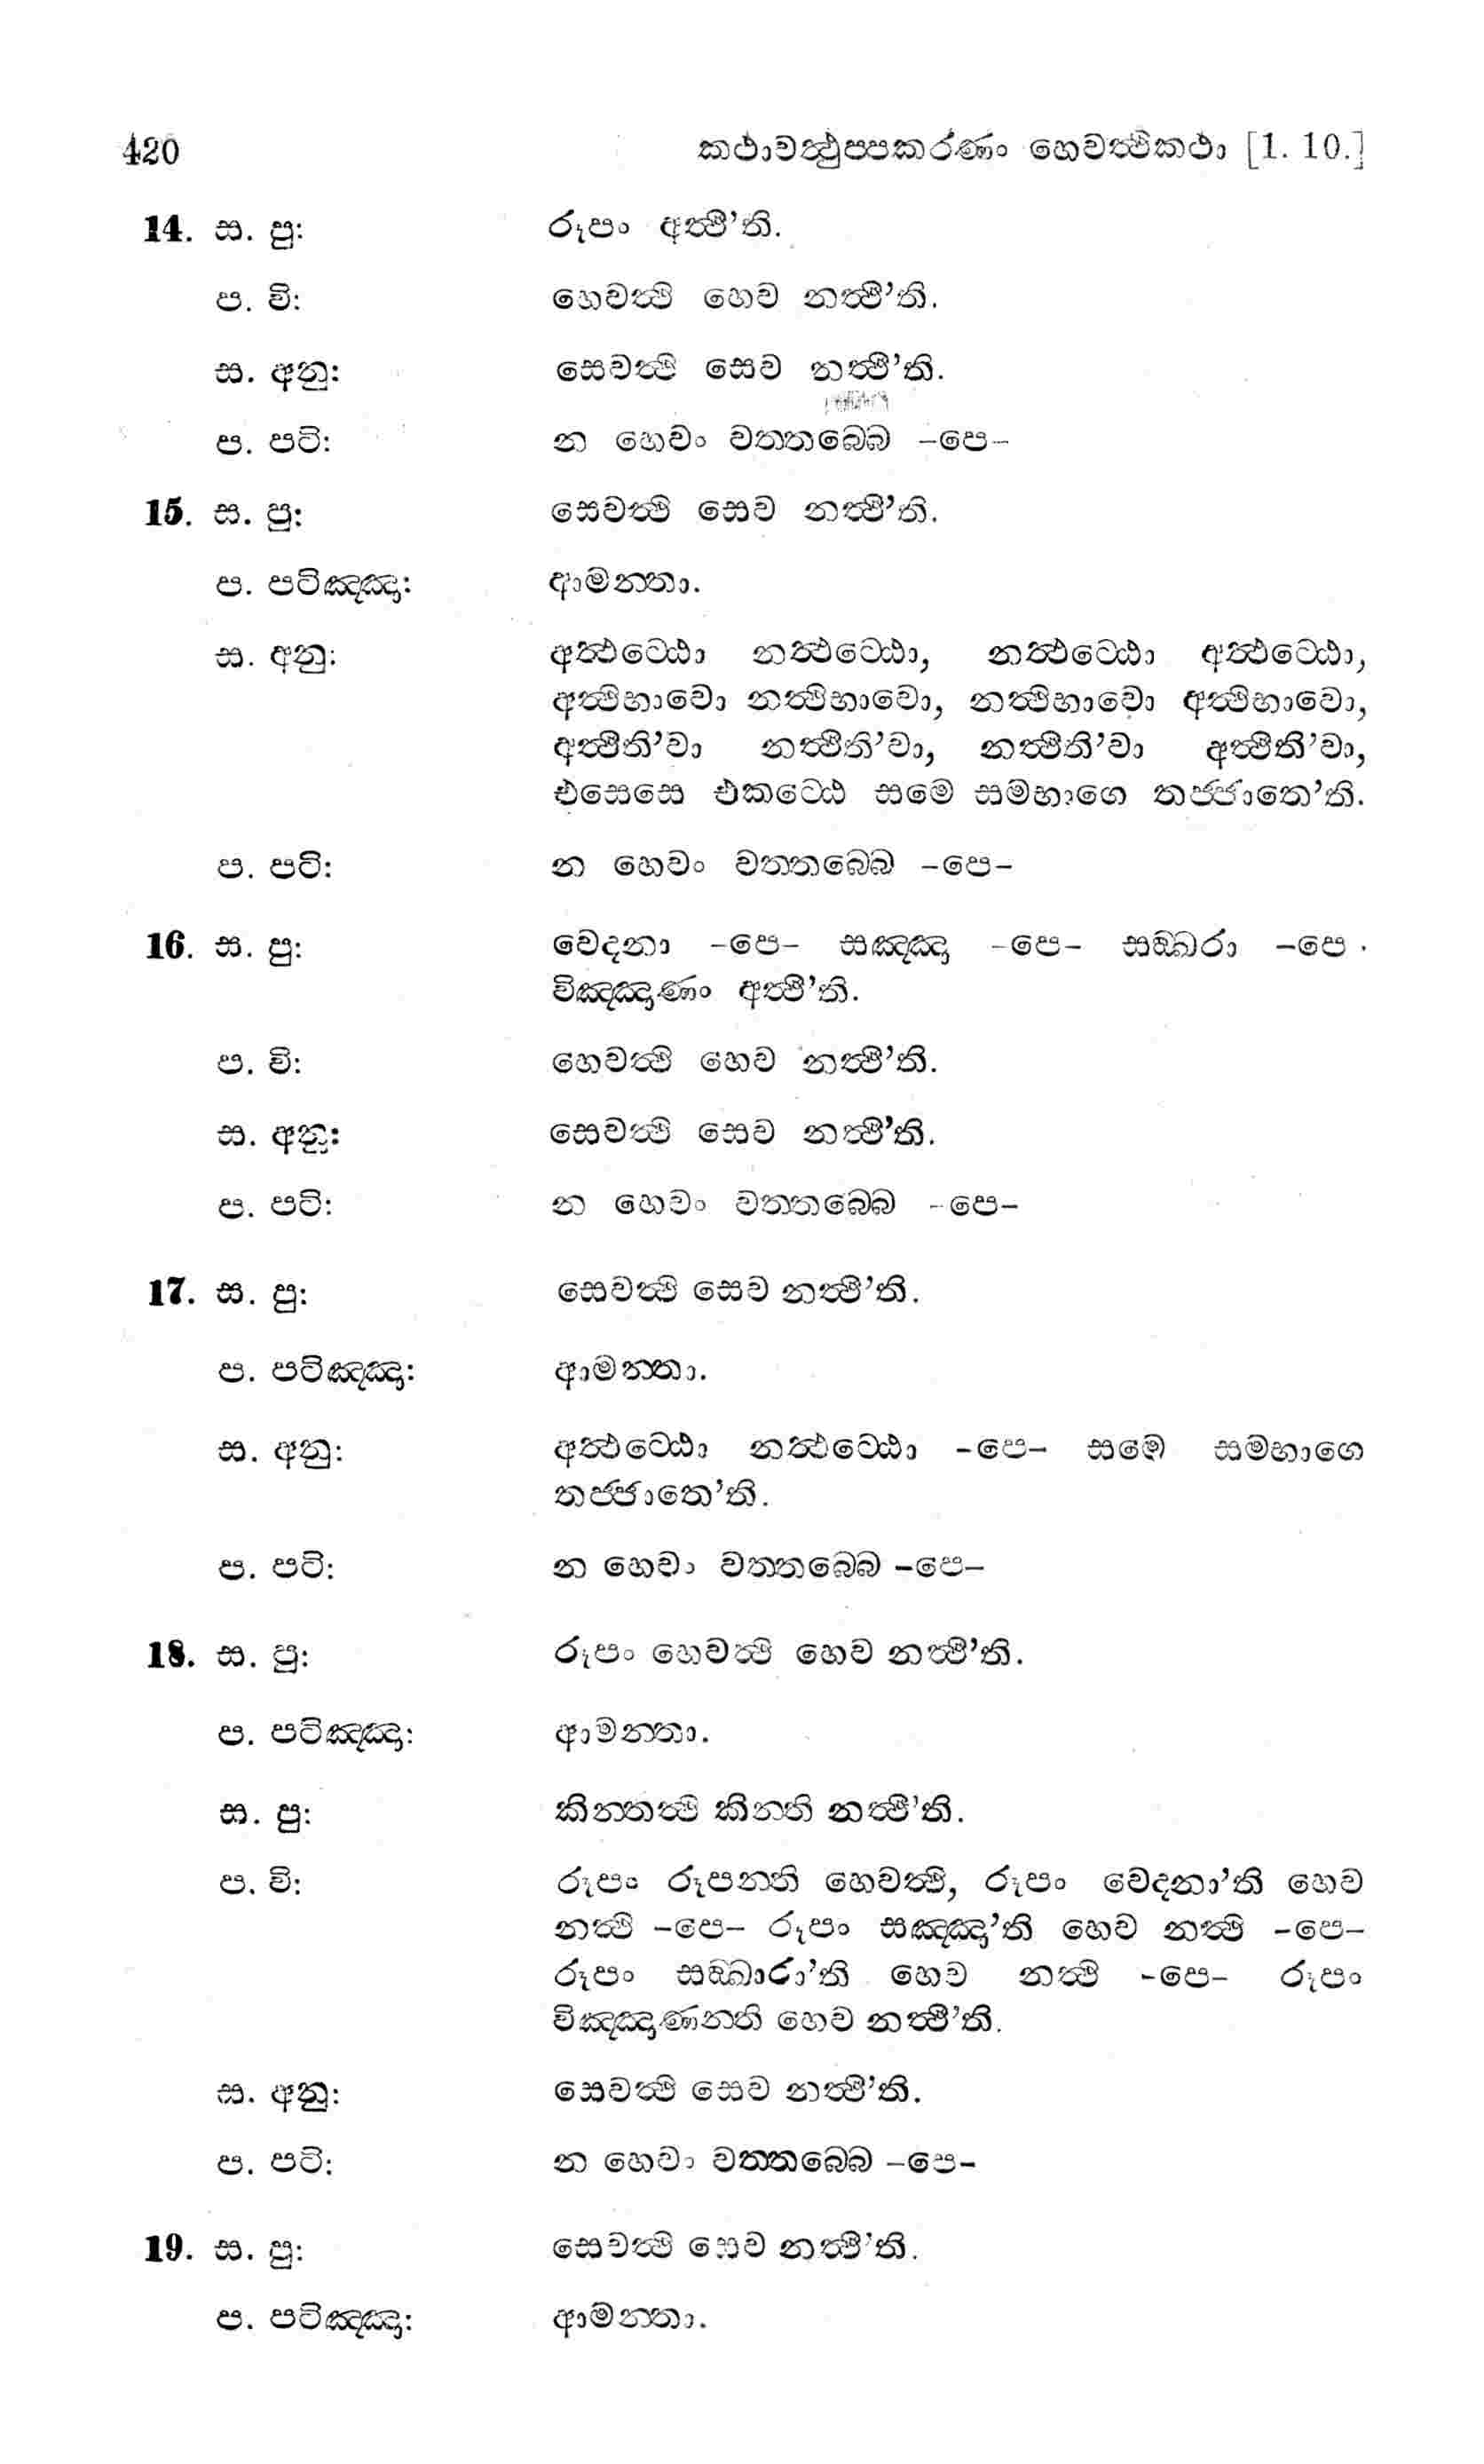 420 කථාවත්ථුප්පකරණං හෙවත්ථිකථා [1. 10.]
14. ස. පු: රූපං අත්ථී’ති.
ප. වි: හෙවත්ථි හෙව නත්ථී’ති.
ස. අනු: සෙවත්ථි සෙව නත්ථී’ති.
ප. පටි: න හෙවං වත්තබ්බෙ –පෙ–
15. ස. පු: සෙවත්ථි සෙව නත්ථී’ති.
ප. පටිඤ්ඤා: ආමන්තා.
ස. අනු: අත්ථට්ඨො නත්ථට්ඨො, නත්ථට්ඨො අත්ථට්ඨො,
අත්ථිභාවො නත්ථිභාවො, නත්ථිභාවො අත්ථිභාවො,
අත්ථීති’වා නත්ථීති’වා, නත්ථීති’වා අත්ථීති’වා,
එසෙසෙ එකට්ඨෙ සමෙ සමභාගෙ තජ්ජාතෙ’ති.
ප. පටි: න හෙවං වත්තබ්බෙ –පෙ–
16. ස. පු: වෙදනා –පෙ– සඤ්ඤා –පෙ– සඞ්ඛරා –පෙ ·
විඤ්ඤාණං අත්ථී’ති.
ප. වි: හෙවත්ථි හෙව නත්ථී’ති.
ස. අනු: සෙවත්ථි සෙව නත්ථී’ති.
ප. පටි: න හෙවං වත්තබ්බෙ –පෙ–
17. ස. පු: සෙවත්ථි සෙව නත්ථී’ති.
ප. පටිඤ්ඤා: ආමන්තා.
ස. අනු: අත්ථට්ඨො නත්ථට්ඨො –පෙ– සමෙ සමභාගෙ
තජ්ජාතෙ’ති.
ප. පටි: න හෙවං වත්තබ්බෙ –පෙ–
18. ස. පු: රූපං හෙවත්ථි හෙව නත්ථී’ති.
ප. පටිඤ්ඤා: ආමන්තා.
ස. පු: කින්තත්ථි කින්ති නත්ථී’ති.
ප. වි: රූපං රූපන්ති හෙවත්ථි, රූපං වෙදනා’ති හෙව
නත්ථි –පෙ– රූපං සඤ්ඤා’ති හෙව නත්ථි –පෙ–
රූපං සඞ්ඛාරා’ති හෙව නත්ථි –පෙ– රූපං
විඤ්ඤාණන්ති හෙව නත්ථී’ති.
ස. අනු: සෙවත්ථි සෙව නත්ථී’ති.
ප. පටි: න හෙවං වත්තබ්බෙ –පෙ–
19. ස. පු: සෙවත්ථි සෙව නත්ථී’ති.
ප. පටිඤ්ඤා: ආමන්තා.